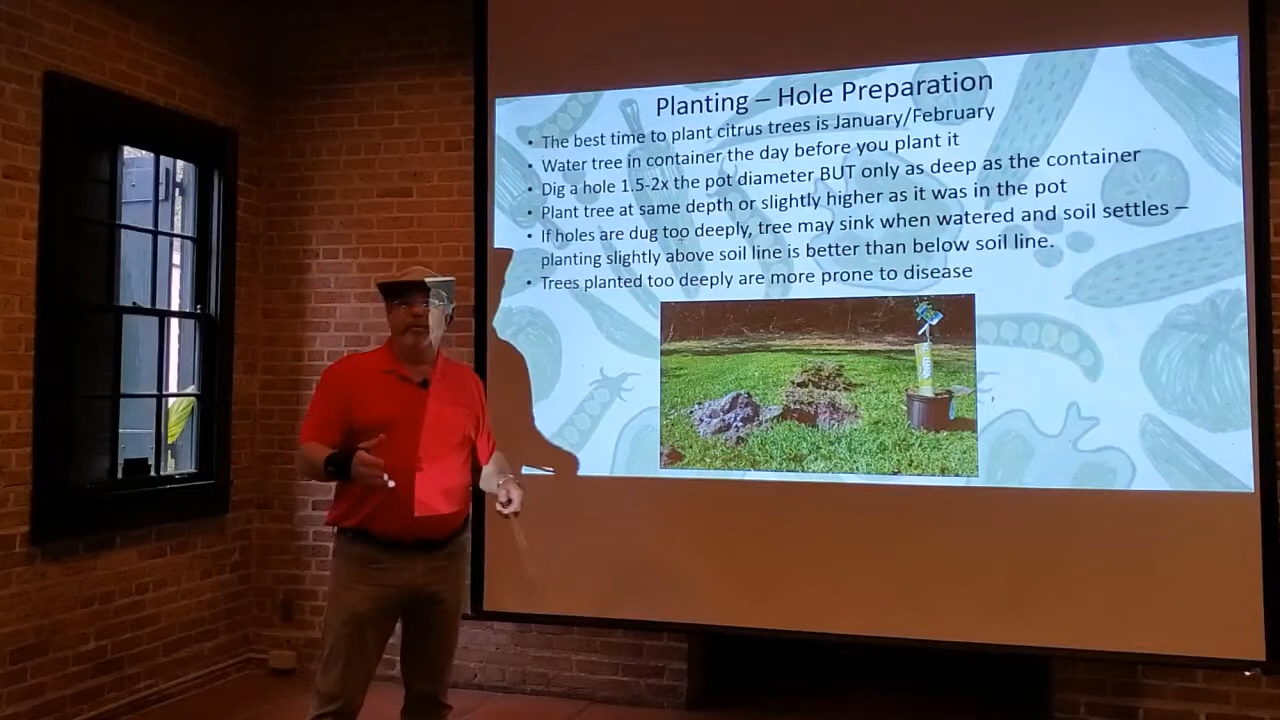 Planting – Hole Preparation
• The best time to plant citrus trees is January/February
• Water tree in container the day before you plant it
• Dig a hole 1.5-2x the pot diameter BUT only as deep as the container
• Plant tree at same depth or slightly higher as it was in the pot
• If holes are dug too deeply, tree may sink when watered and soil settles –
planting slightly above soil line is better than below soil line.
• Trees planted too deeply are more prone to disease